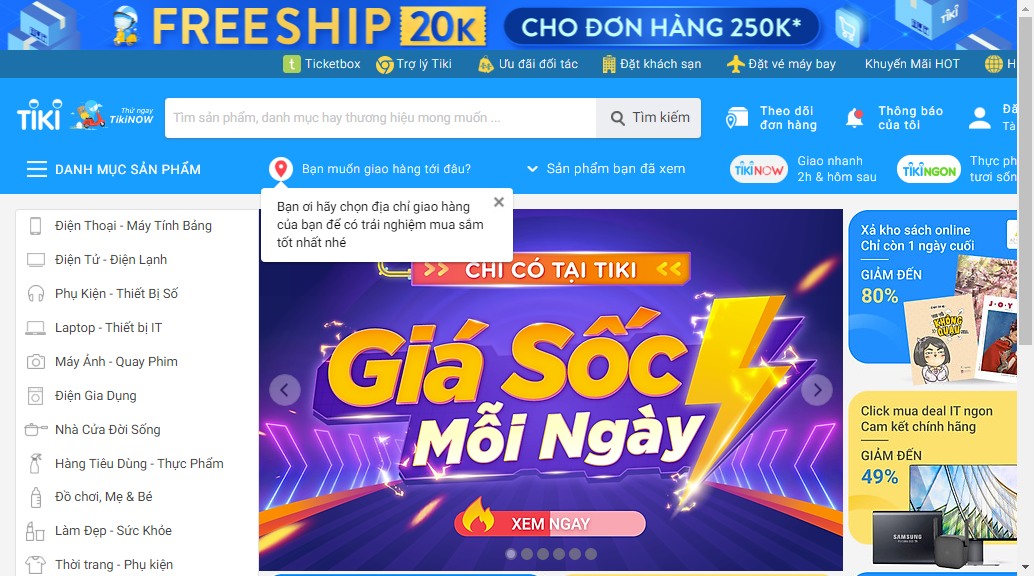 FREESHIP 20K CHO ĐƠN HÀNG 250K*
TIKI
t Ticketbox
Trợ lý Tiki
Ưu đãi đối tác
Đặt khách sạn
Đặt vé máy bay
Khuyến Mãi HOT
H
TIKI
Thử ngay
TikiNOW
Tìm sản phẩm, danh mục hay thương hiệu mong muốn ...
Tìm kiếm
Theo dõi
đơn hàng
Thông báo
của tôi
DANH MỤC SẢN PHẨM
Bạn muốn giao hàng tới đâu?
Sản phẩm bạn đã xem
TIKINOW
Giao nhanh
2h & hôm sau
TIKINGON
Thực ph
tươi sốn
Bạn ơi hãy chọn địa chỉ giao hàng
của bạn để có trải nghiệm mua sắm
tốt nhất nhé
Điện Thoại - Máy Tính Bảng
Điện Tử - Điện Lạnh
Phụ Kiện - Thiết Bị Số
Laptop - Thiết bị IT
Máy Ảnh - Quay Phim
Điện Gia Dụng
Nhà Cửa Đời Sống
Hàng Tiêu Dùng - Thực Phẩm
Đồ chơi, Mẹ & Bé
Làm Đẹp - Sức Khỏe
Thời trang - Phụ kiện
>> CHỈ CÓ TẠI TIKI <<
Giá Sốc
Mỗi Ngày
XEM NGAY
Xả kho sách online
Chỉ còn 1 ngày cuối
GIẢM ĐẾN
80%
KHÔNG
J·O·Y
Click mua deal IT ngon
Cam kết chính hãng
GIẢM ĐẾN
49%
SAMSUNG